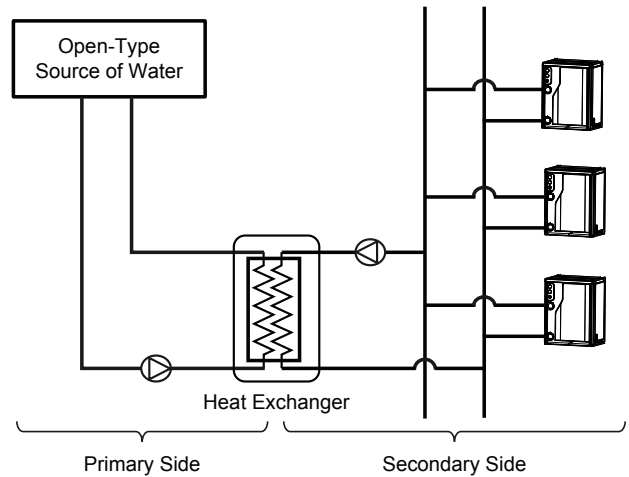 Open-Type
Source of Water
Heat Exchanger
Primary Side
Secondary Side